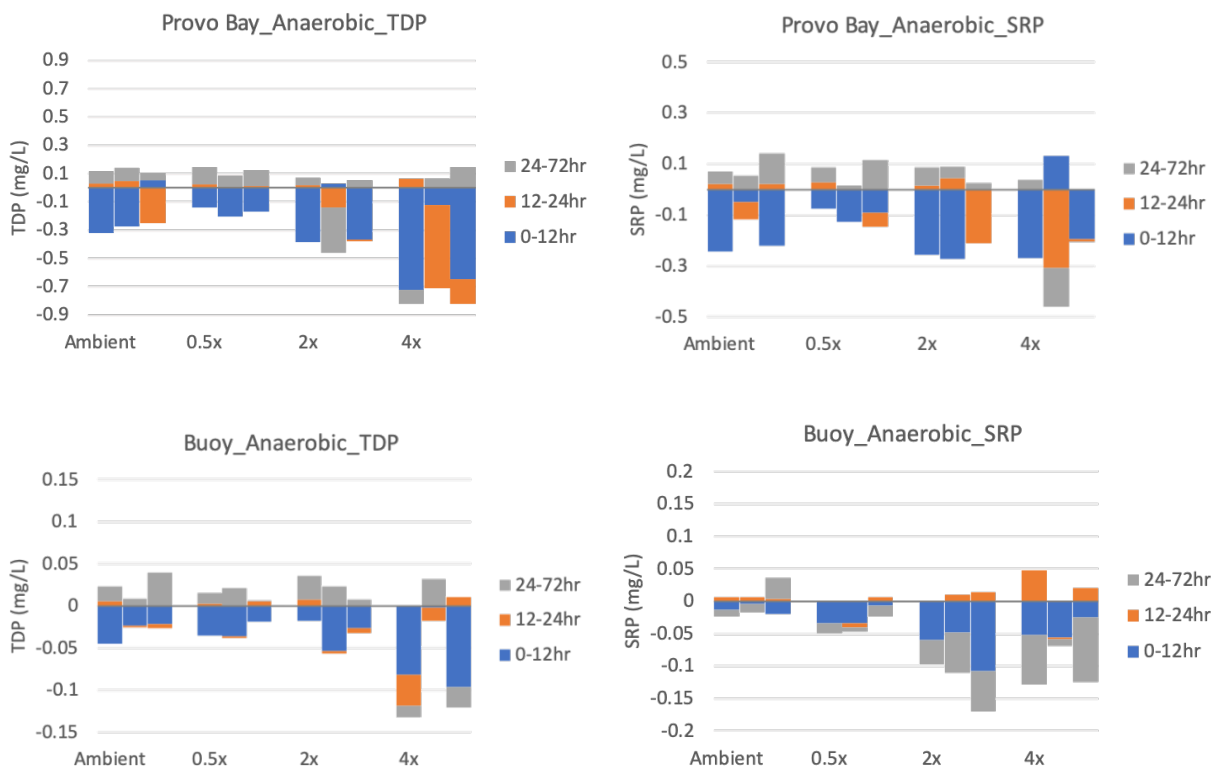 Provo Bay_Anaerobic_TDP
0.9
0.7
0.5
0.3
0.1
-0.1
-0.3
-0.5
-0.7
-0.9
TDP (mg/L)
Ambient 0.5x 2x 4x
24-72hr
12-24hr
0-12hr
Provo Bay_Anaerobic_SRP
0.5
0.3
0.1
-0.1
-0.3
-0.5
SRP (mg/L)
Ambient 0.5x 2x 4x
24-72hr
12-24hr
0-12hr
Buoy_Anaerobic_TDP
0.15
0.1
0.05
0
-0.05
-0.1
-0.15
TDP (mg/L)
Ambient 0.5x 2x 4x
24-72hr
12-24hr
0-12hr
Buoy_Anaerobic_SRP
0.2
0.15
0.1
0.05
0
-0.05
-0.1
-0.15
-0.2
SRP (mg/L)
Ambient 0.5x 2x 4x
24-72hr
12-24hr
0-12hr